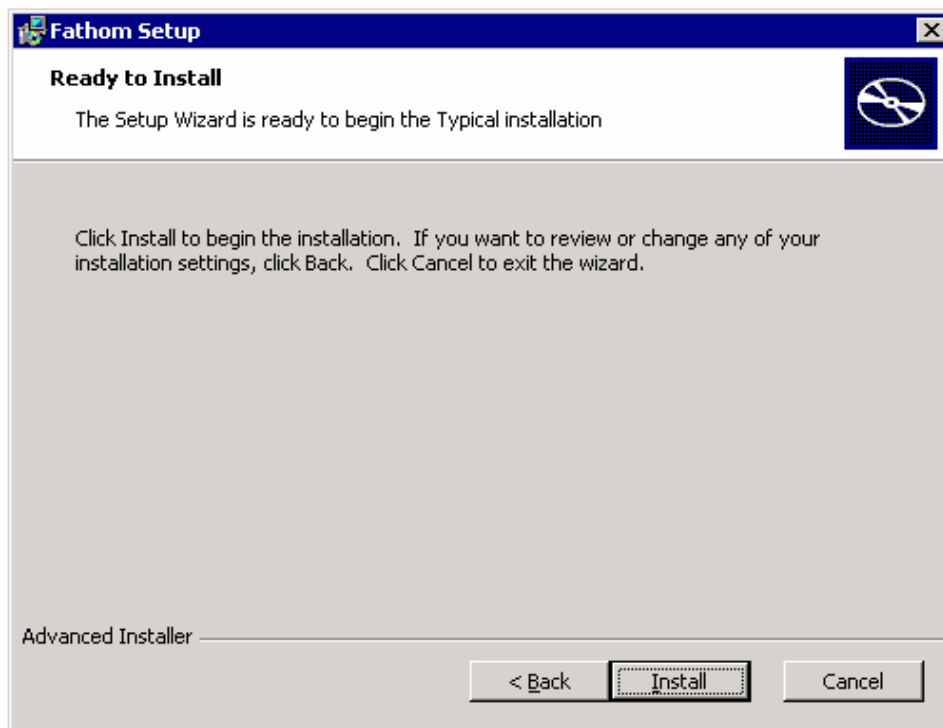 Fathom Setup
Ready to Install
The Setup Wizard is ready to begin the Typical installation
Click Install to begin the installation.  If you want to review or change any of your
installation settings, click Back.  Click Cancel to exit the wizard.
Advanced Installer
< Back
Install
Cancel